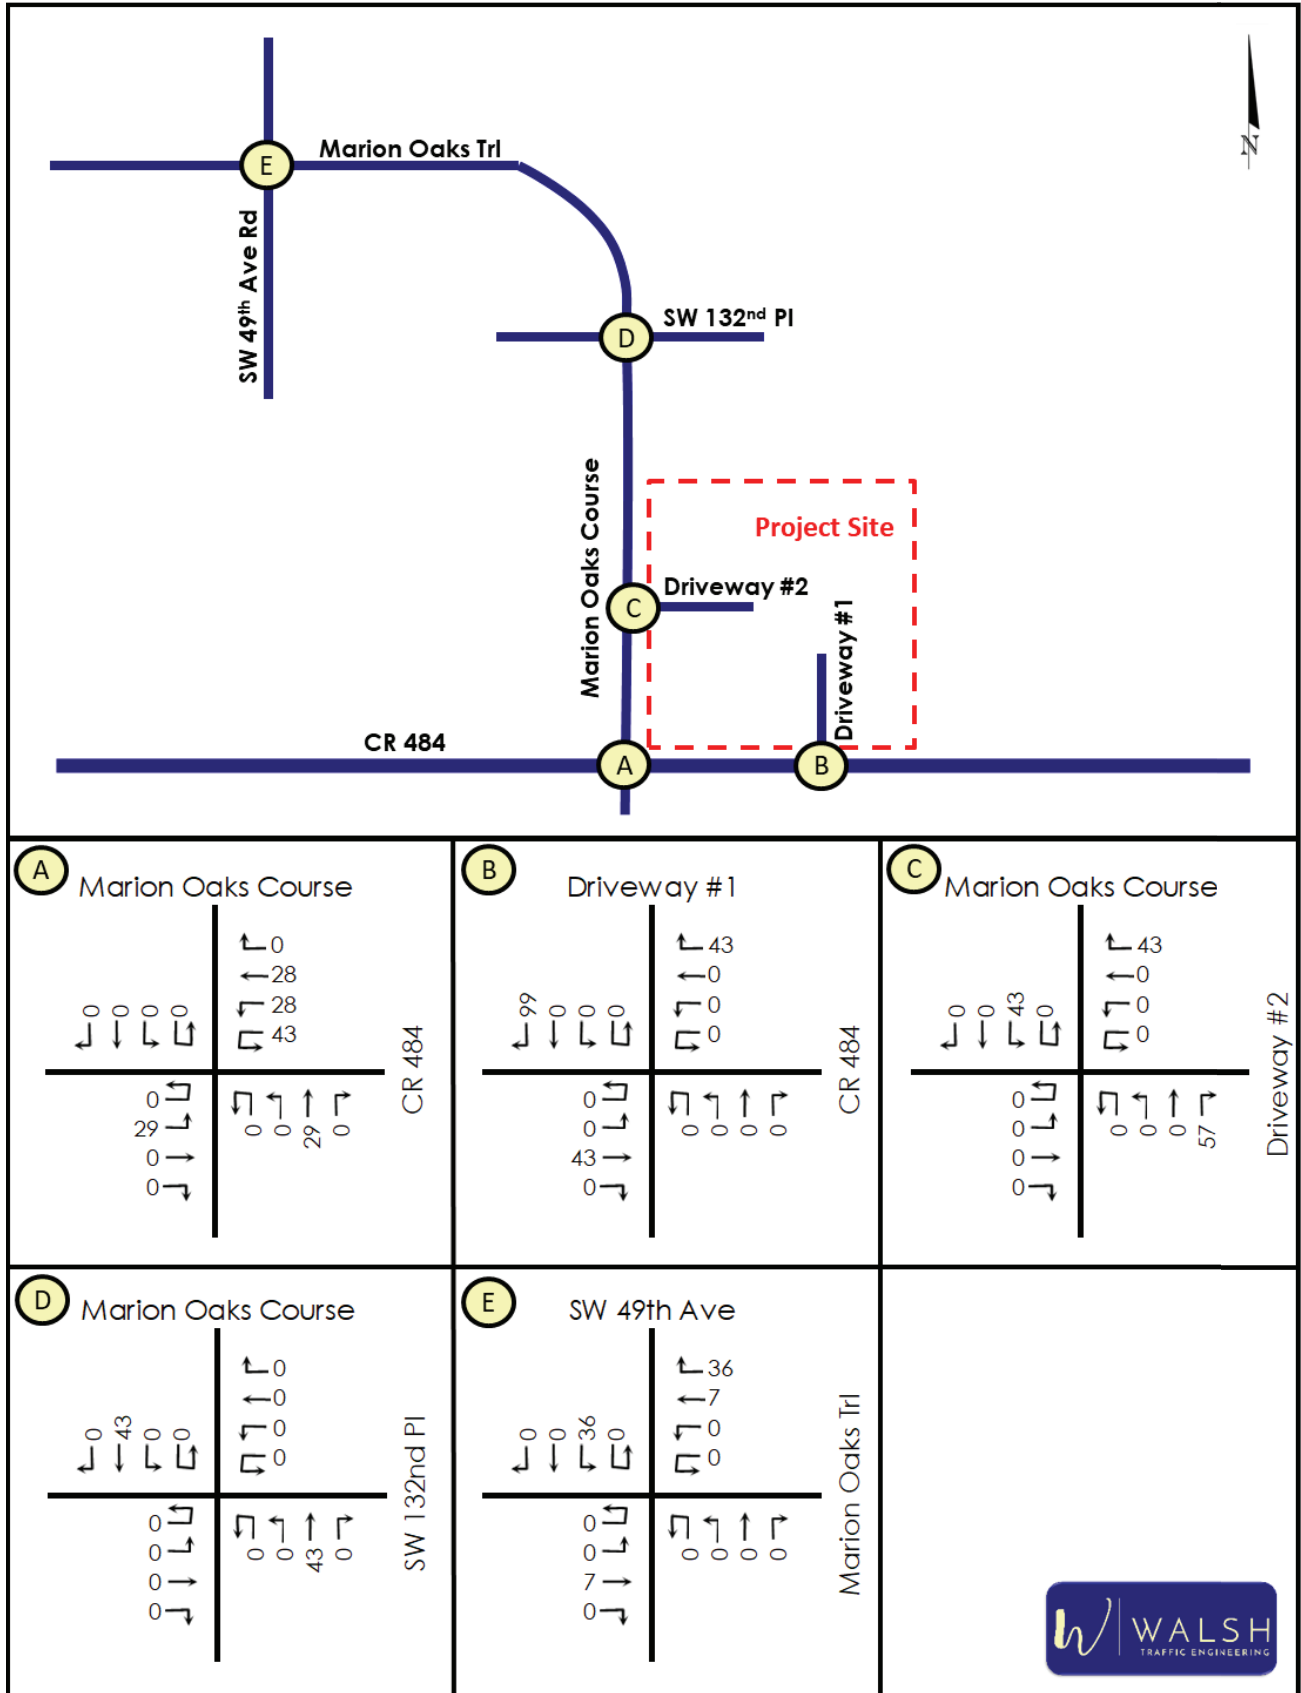 N
E
Marion Oaks Trl
SW 49th Ave Rd
D
SW 132nd Pl
Marion Oaks Course
Project Site
C
Driveway #2
Driveway #1
CR 484
A
B
A
Marion Oaks Course
0
28
28
43
0 0 0 0
CR 484
0
29
0
0
0 0 29 0
B
Driveway #1
43
0
0
0
99 0 0 0
CR 484
0
0
43
0
0 0 0 0
C
Marion Oaks Course
43
0
0
0
0 0 43 0
Driveway #2
0
0
0
0
0 0 0 57
D
Marion Oaks Course
0
0
0
0
0 43 0 0
SW 132nd Pl
0
0
0
0
0 0 43 0
E
SW 49th Ave
36
7
0
0
0 0 36 0
Marion Oaks Trl
0
0
7
0
0 0 0 0
W WALSH
TRAFFIC ENGINEERING